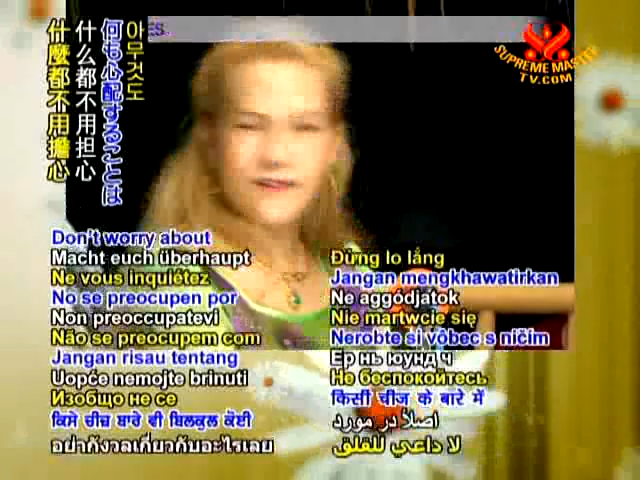 什麼都不用擔心
什么都不用担心
何も心配することは
아무것도
ES.
SUPREME MASTER
TV.COM
Don't worry about
Macht euch überhaupt
Ne vous inquiétez
No se preocupen por
Non preoccupatevi
Não se preocupem com
Jangan risau tentang
Uopće nemojte brinuti
Изобщо не се
ਕਿਸੇ ਚੀਜ਼ ਬਾਰੇ ਵੀ ਬਿਲਕੁਲ ਕੋਈ
อย่ากังวลเกี่ยวกับอะไรเลย
Đừng lo lắng
Jangan mengkhawatirkan
Ne aggódjatok
Nie martwcie się
Nerobte si vôbec s ničím
Ер нь юунд ч
Не беспокойтесь
किसी चीज के बारे में
اصلاً در مورد
لا داعي للقلق